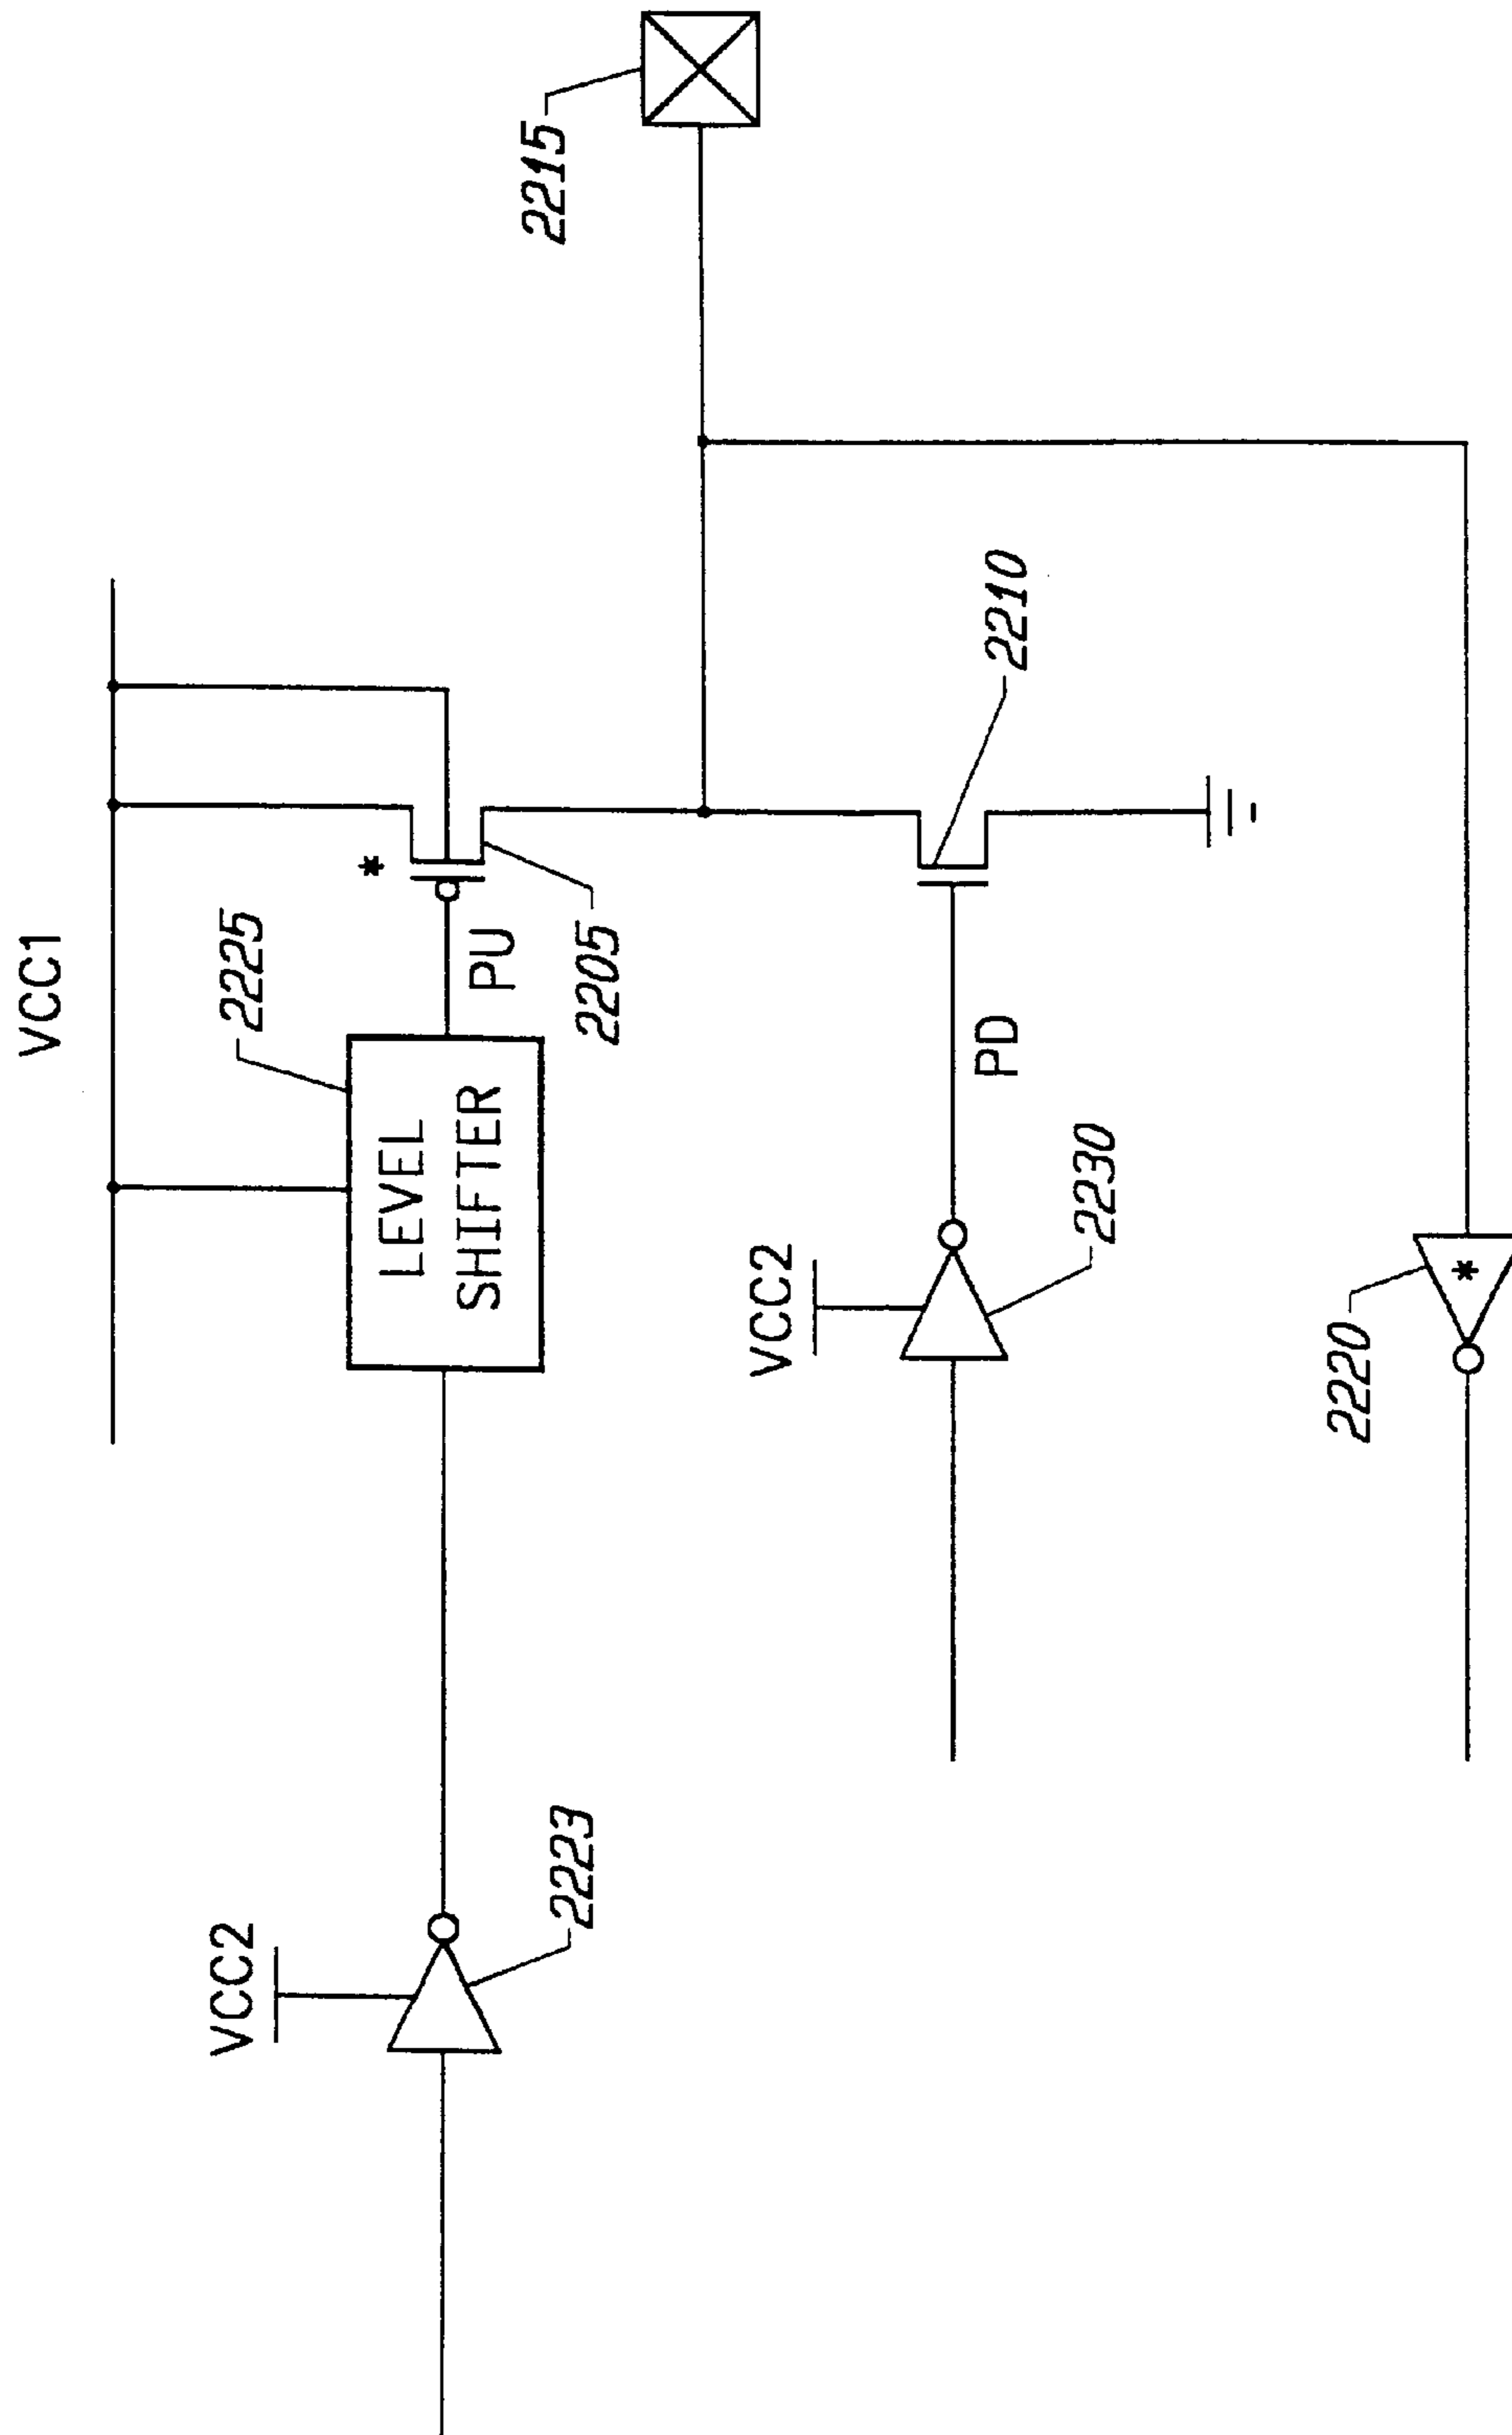 VCC1
2225
LEVEL
SHIFTER
*
PU
2205
2215
VCC2
2223
VCC2
2230
PD
2210
2220
*